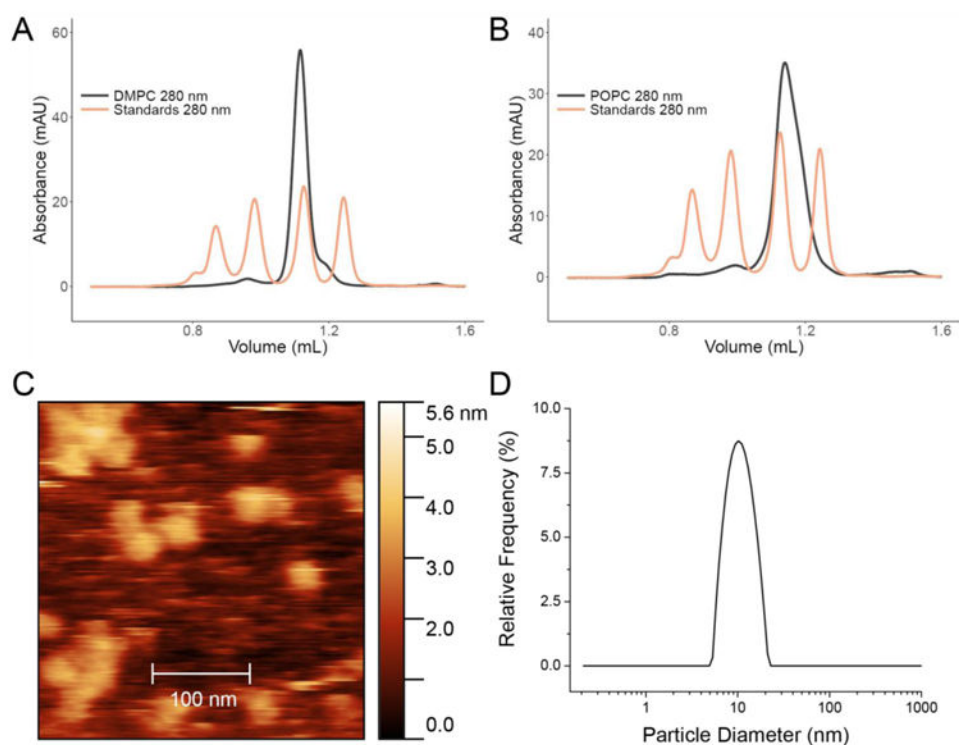 A
Absorbance (mAU)
60
40
20
0
DMPC 280 nm
Standards 280 nm
0.8 1.2 1.6
Volume (mL)
B
Absorbance (mAU)
40
30
20
10
0
POPC 280 nm
Standards 280 nm
0.8 1.2 1.6
Volume (mL)
C
100 nm
5.6 nm
5.0
4.0
3.0
2.0
0.0
D
Relative Frequency (%)
10.0
7.5
5.0
2.5
0.0
1 10 100 1000
Particle Diameter (nm)